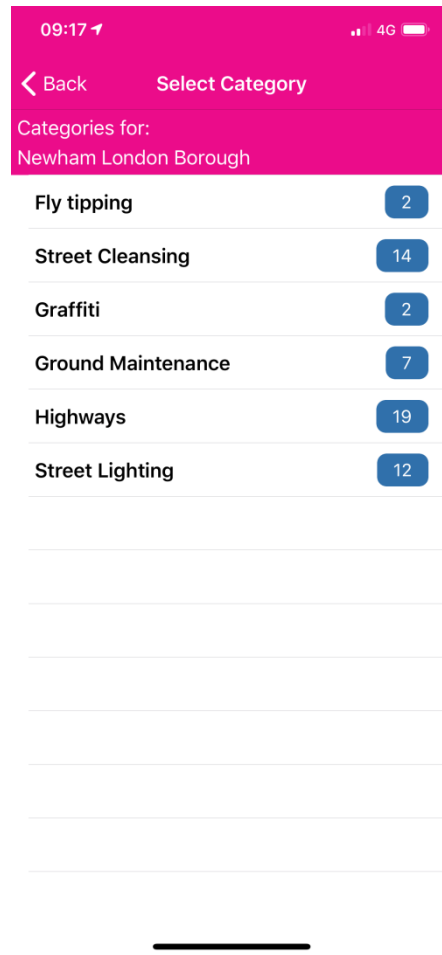 09:17 4G
Back Select Category
Categories for:
Newham London Borough
Fly tipping 2
Street Cleansing 14
Graffiti 2
Ground Maintenance 7
Highways 19
Street Lighting 12